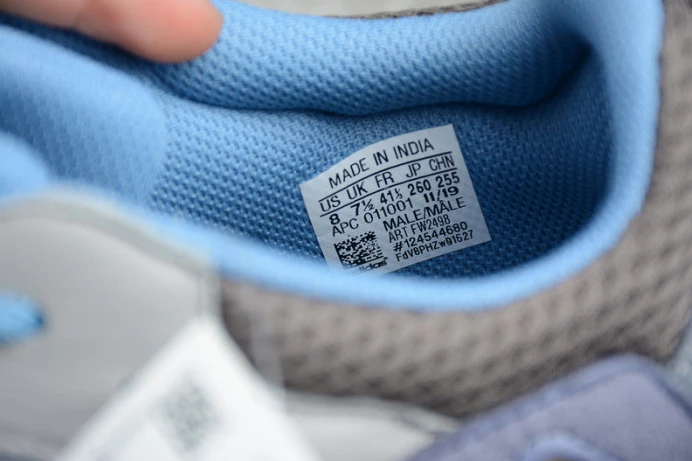 MADE IN INDIA
US UK FR JP CHN
8 7½ 41⅓ 260 255
APC 011001 11/19
MALE/MÂLE
ART FW2498
#124544680
FdV8PHZw01627